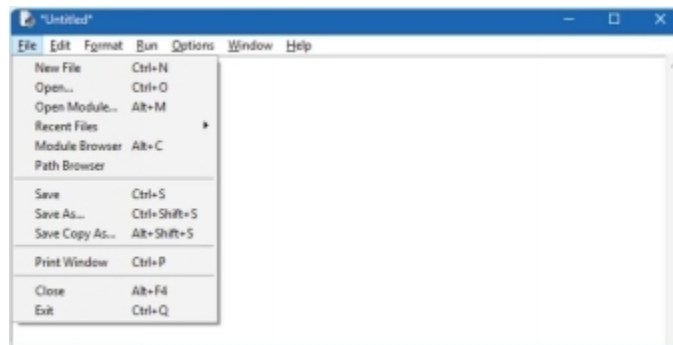 *Untitled*
File Edit Format Run Options Window Help
New File Ctrl+N
Open... Ctrl+O
Open Module... Alt+M
Recent Files
Module Browser Alt+C
Path Browser
Save Ctrl+S
Save As... Ctrl+Shift+S
Save Copy As... Alt+Shift+S
Print Window Ctrl+P
Close Alt+F4
Exit Ctrl+Q